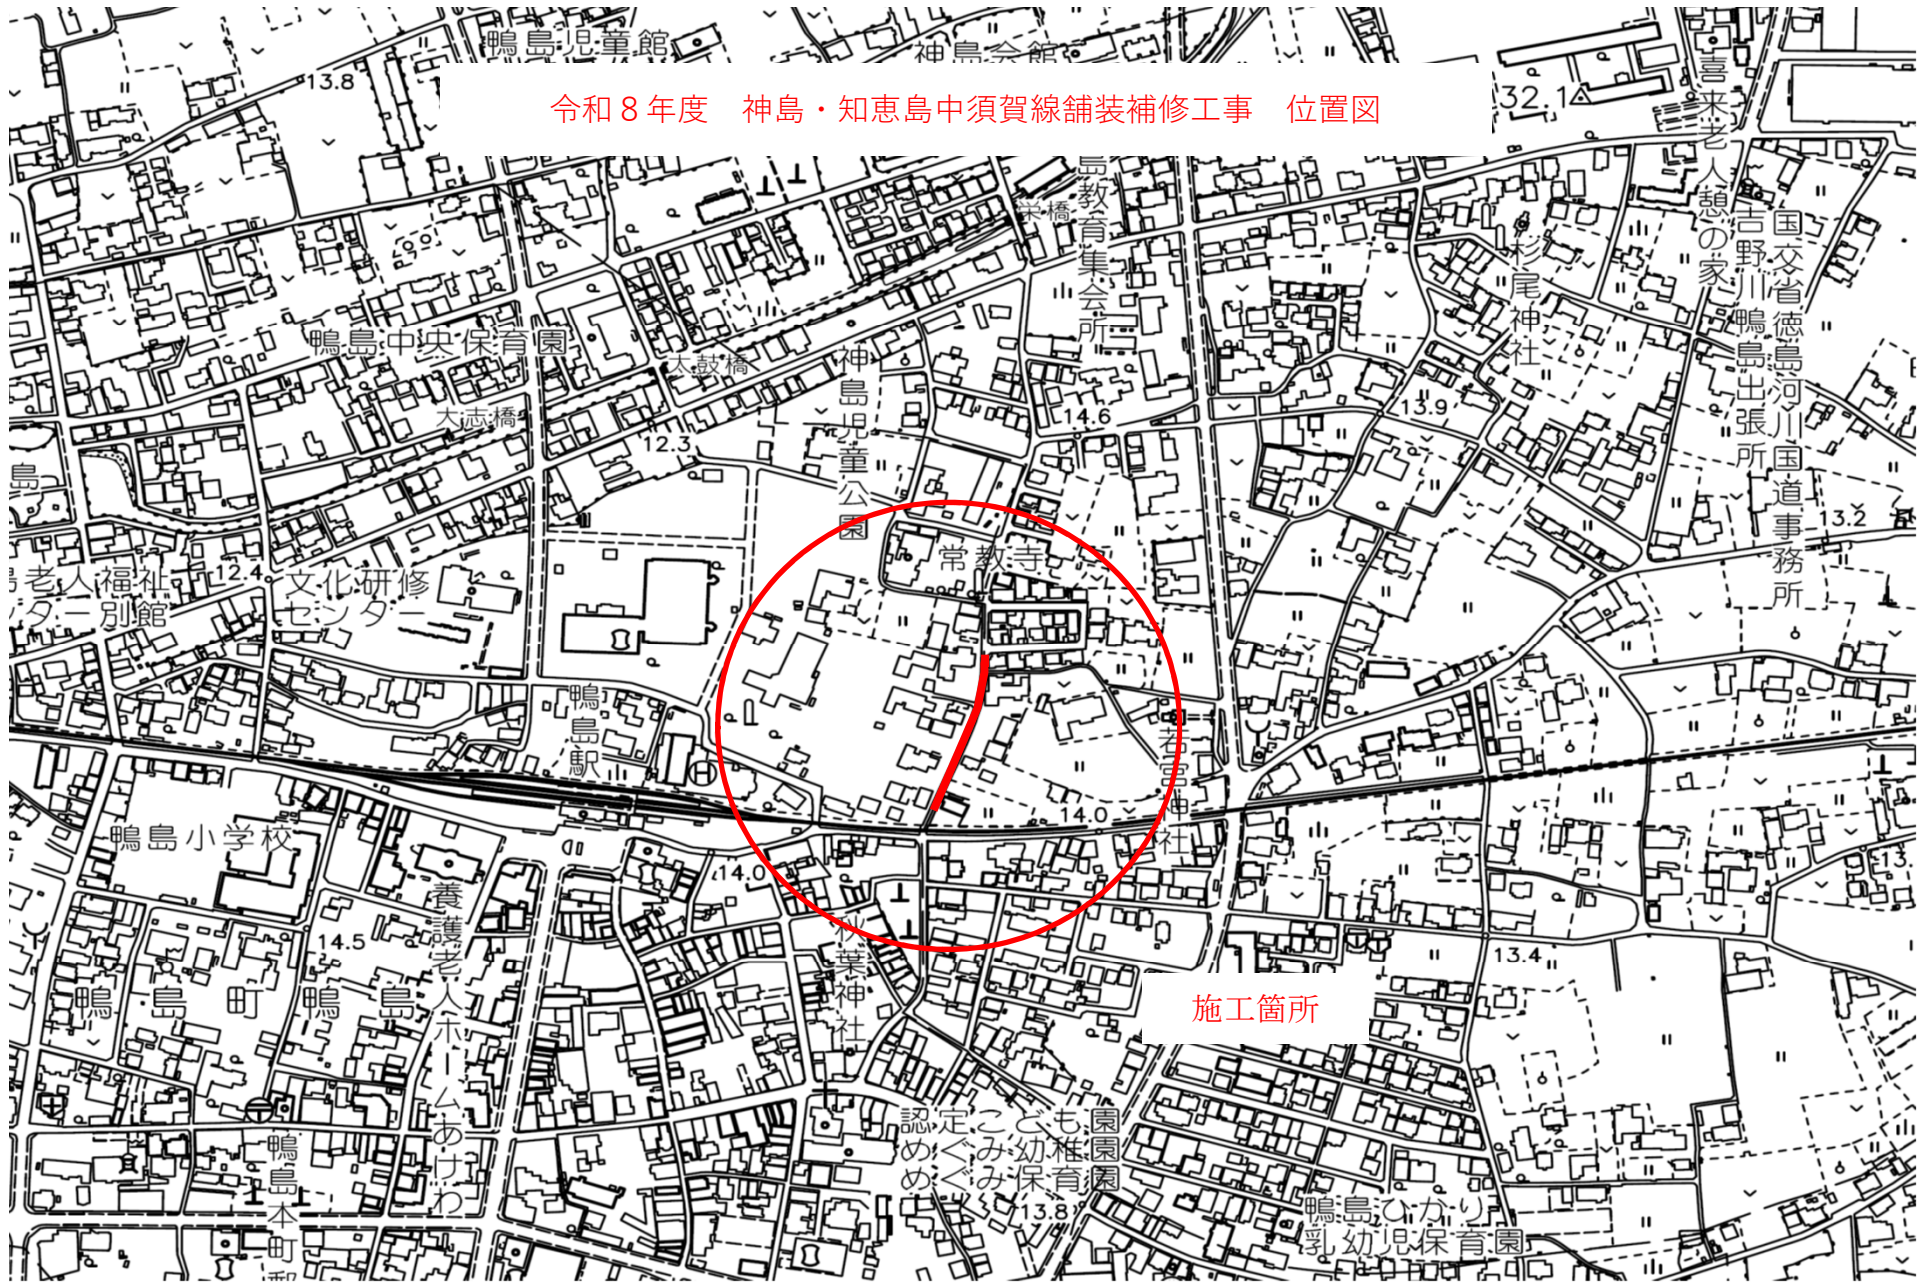 鴨島児童館
神島会館
13.8
令和8年度　神島・知恵島中須賀線舗装補修工事　位置図
32.1
喜来老人憩の家
島教育集会所
栄橋
杉尾神社
吉野川鴨島出張所
国交省徳島河川国道事務所
鴨島中央保育園
太鼓橋
神島児童公園
大志橋
14.6
13.9
12.3
島
13.2
常教寺
12.4
老人福祉
ター別館
文化研修
センター
鴨島駅
若宮神社
14.0
鴨島小学校
14.0
養護老人ホームあけぼの
秋葉神社
14.5
13.4
鴨島町鴨島
施工箇所
認定こども園
めぐみ幼稚園
めぐみ保育園
鴨島本町郵
13.8
鴨島ひかり
乳幼児保育園